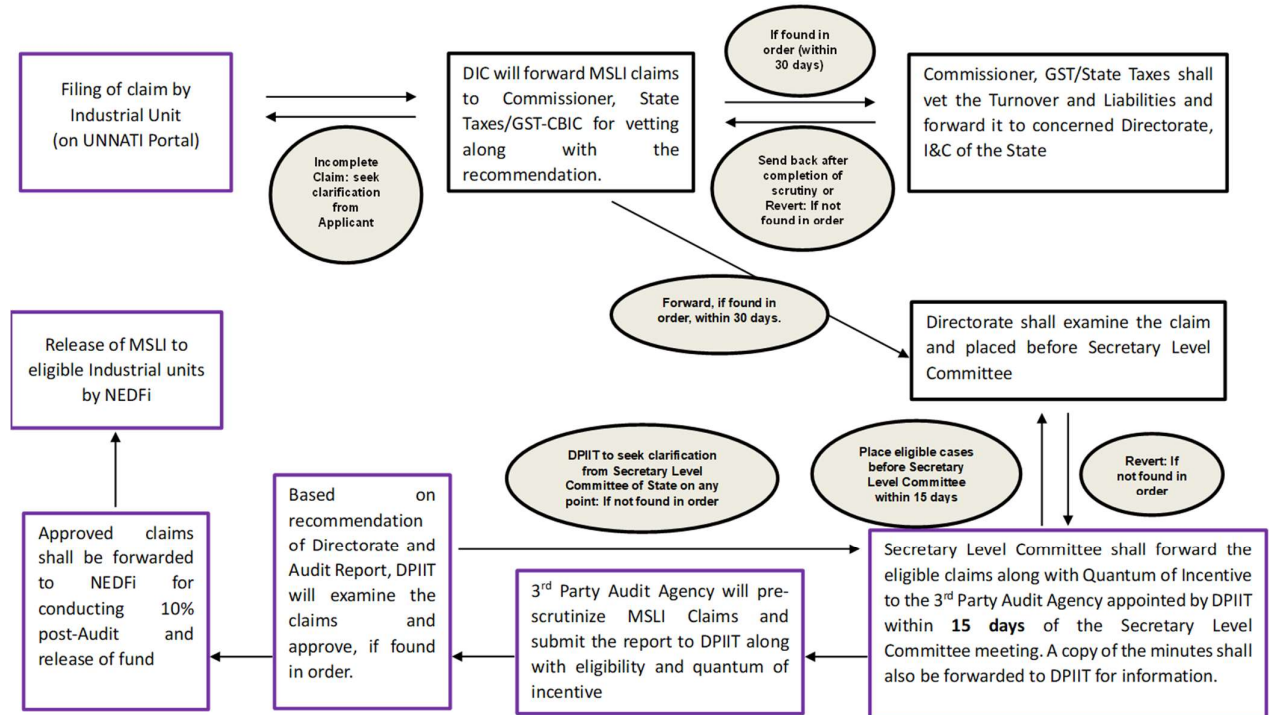 Filing of claim by
Industrial Unit
(on UNNATI Portal)
Incomplete
Claim: seek
clarification
from
Applicant
DIC will forward MSLI claims
to Commissioner, State
Taxes/GST-CBIC for vetting
along with the
recommendation.
If found in
order (within
30 days)
Send back after
completion of
scrutiny or
Revert: If not
found in order
Commissioner, GST/State Taxes shall
vet the Turnover and Liabilities and
forward it to concerned Directorate,
I&C of the State
Forward, if found in
order, within 30 days.
Directorate shall examine the claim
and placed before Secretary Level
Committee
Place eligible cases
before Secretary
Level Committee
within 15 days
Revert: If
not found in
order
Secretary Level Committee shall forward the
eligible claims along with Quantum of Incentive
to the 3rd Party Audit Agency appointed by DPIIT
within 15 days of the Secretary Level
Committee meeting. A copy of the minutes shall
also be forwarded to DPIIT for information.
DPIIT to seek clarification
from Secretary Level
Committee of State on any
point: If not found in order
3rd Party Audit Agency will pre-
scrutinize MSLI Claims and
submit the report to DPIIT along
with eligibility and quantum of
incentive
Based on
recommendation
of Directorate and
Audit Report, DPIIT
will examine the
claims and
approve, if found
in order.
Approved claims
shall be forwarded
to NEDFi for
conducting 10%
post-Audit and
release of fund
Release of MSLI to
eligible Industrial units
by NEDFi